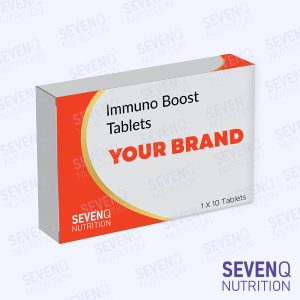 Immuno Boost
Tablets
YOUR BRAND
SEVENQ
NUTRITION
1 X 10 Tablets
SEVENQ
NUTRITION